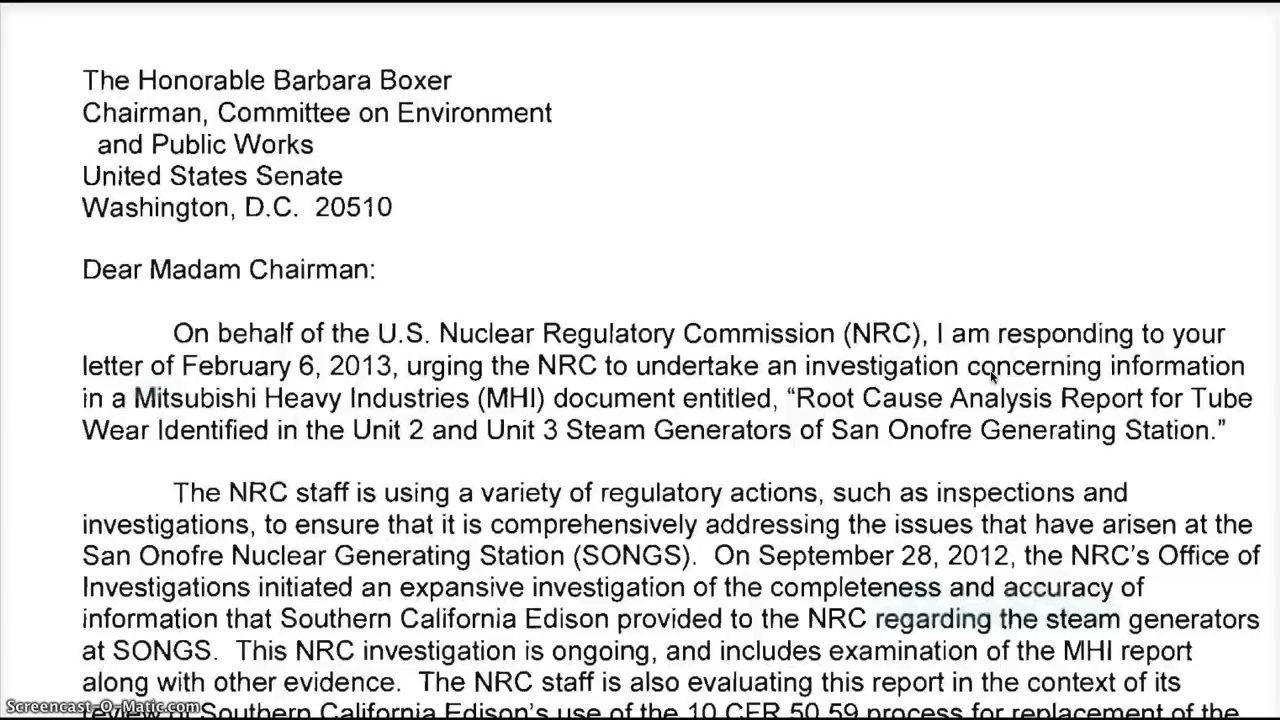 The Honorable Barbara Boxer
Chairman, Committee on Environment
and Public Works
United States Senate
Washington, D.C. 20510
Dear Madam Chairman:
On behalf of the U.S. Nuclear Regulatory Commission (NRC), I am responding to your
letter of February 6, 2013, urging the NRC to undertake an investigation concerning information
in a Mitsubishi Heavy Industries (MHI) document entitled, “Root Cause Analysis Report for Tube
Wear Identified in the Unit 2 and Unit 3 Steam Generators of San Onofre Generating Station.”
The NRC staff is using a variety of regulatory actions, such as inspections and
investigations, to ensure that it is comprehensively addressing the issues that have arisen at the
San Onofre Nuclear Generating Station (SONGS). On September 28, 2012, the NRC’s Office of
Investigations initiated an expansive investigation of the completeness and accuracy of
information that Southern California Edison provided to the NRC regarding the steam generators
at SONGS. This NRC investigation is ongoing, and includes examination of the MHI report
along with other evidence. The NRC staff is also evaluating this report in the context of its
review of Southern California Edison’s use of the 10 CFR 50.59 process for replacement of the
Screencast-O-Matic.com